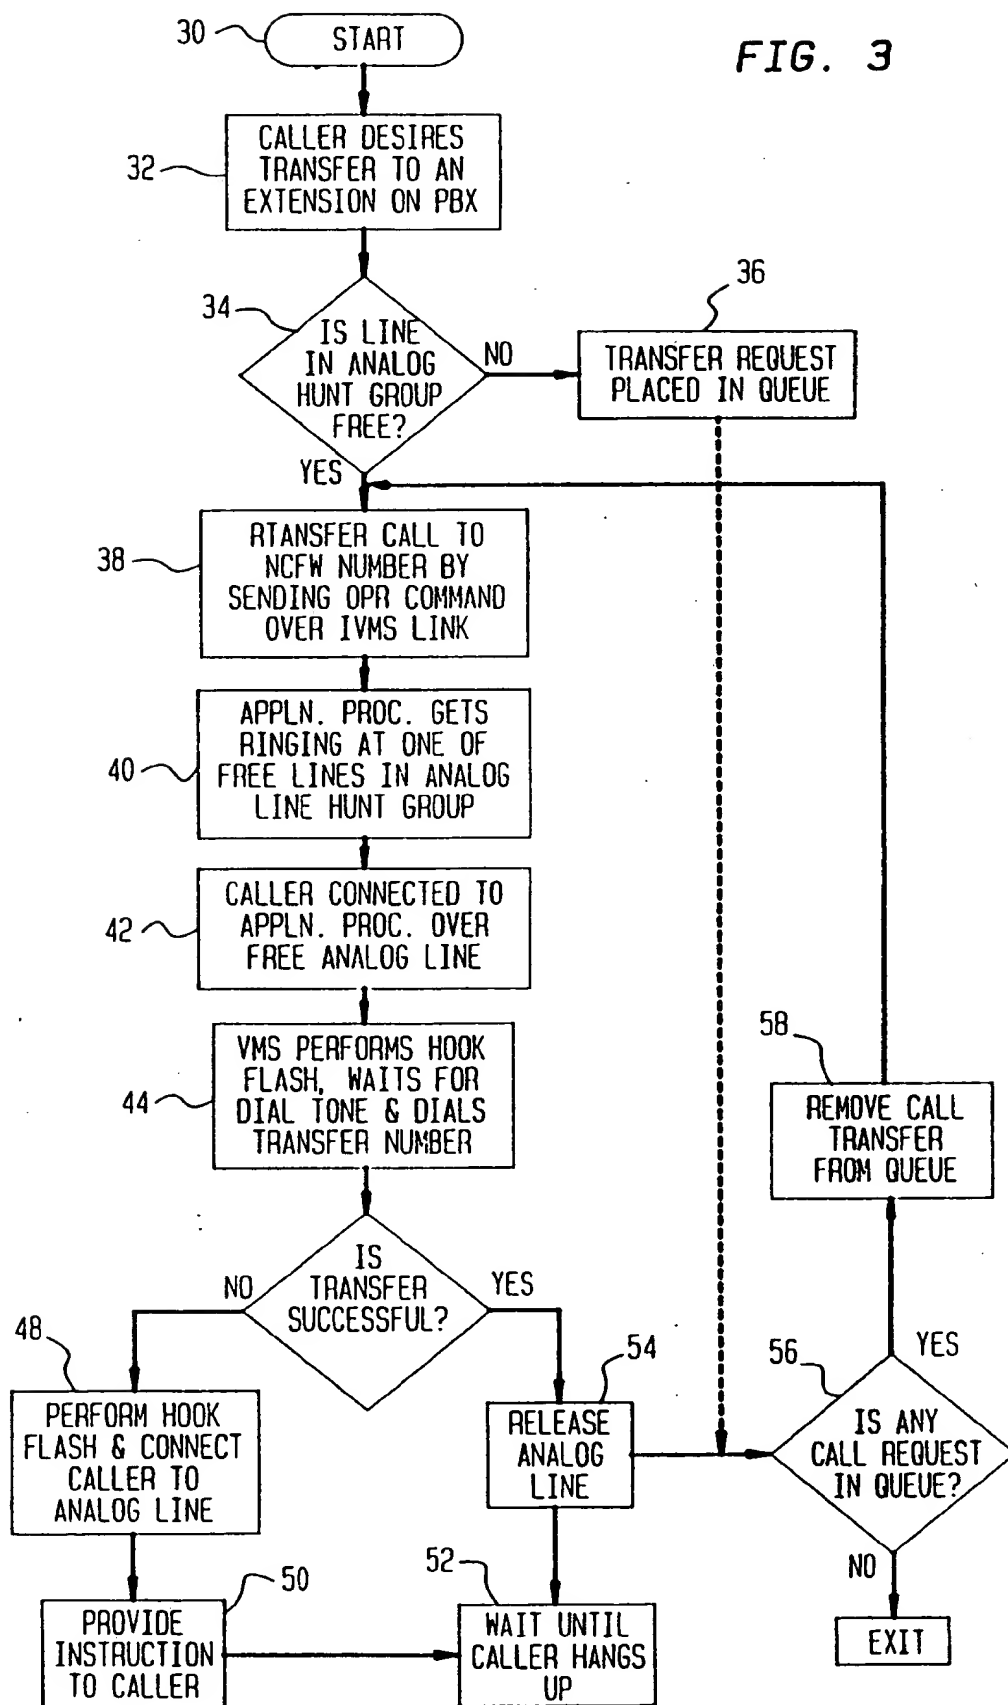 30
START
FIG. 3
32
CALLER DESIRES
TRANSFER TO AN
EXTENSION ON PBX
34
IS LINE
IN ANALOG
HUNT GROUP
FREE?
NO
36
TRANSFER REQUEST
PLACED IN QUEUE
YES
38
RTANSFER CALL TO
NCFW NUMBER BY
SENDING OPR COMMAND
OVER IVMS LINK
40
APPLN. PROC. GETS
RINGING AT ONE OF
FREE LINES IN ANALOG
LINE HUNT GROUP
42
CALLER CONNECTED TO
APPLN. PROC. OVER
FREE ANALOG LINE
44
VMS PERFORMS HOOK
FLASH, WAITS FOR
DIAL TONE & DIALS
TRANSFER NUMBER
58
REMOVE CALL
TRANSFER
FROM QUEUE
IS
TRANSFER
SUCCESSFUL?
NO
YES
48
PERFORM HOOK
FLASH & CONNECT
CALLER TO
ANALOG LINE
54
RELEASE
ANALOG
LINE
56
YES
IS ANY
CALL REQUEST
IN QUEUE?
NO
50
PROVIDE
INSTRUCTION
TO CALLER
52
WAIT UNTIL
CALLER HANGS
UP
EXIT